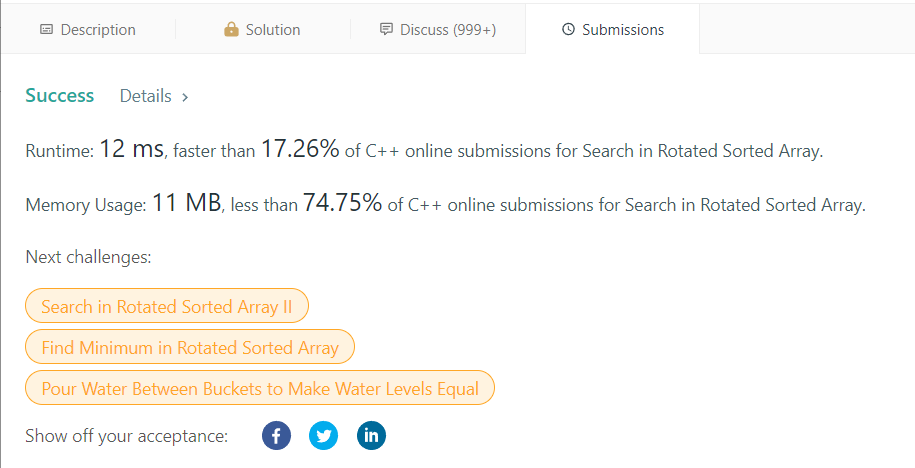 Description Solution Discuss (999+) Submissions
Success Details >
Runtime: 12 ms, faster than 17.26% of C++ online submissions for Search in Rotated Sorted Array.
Memory Usage: 11 MB, less than 74.75% of C++ online submissions for Search in Rotated Sorted Array.
Next challenges:
Search in Rotated Sorted Array II
Find Minimum in Rotated Sorted Array
Pour Water Between Buckets to Make Water Levels Equal
Show off your acceptance: f in